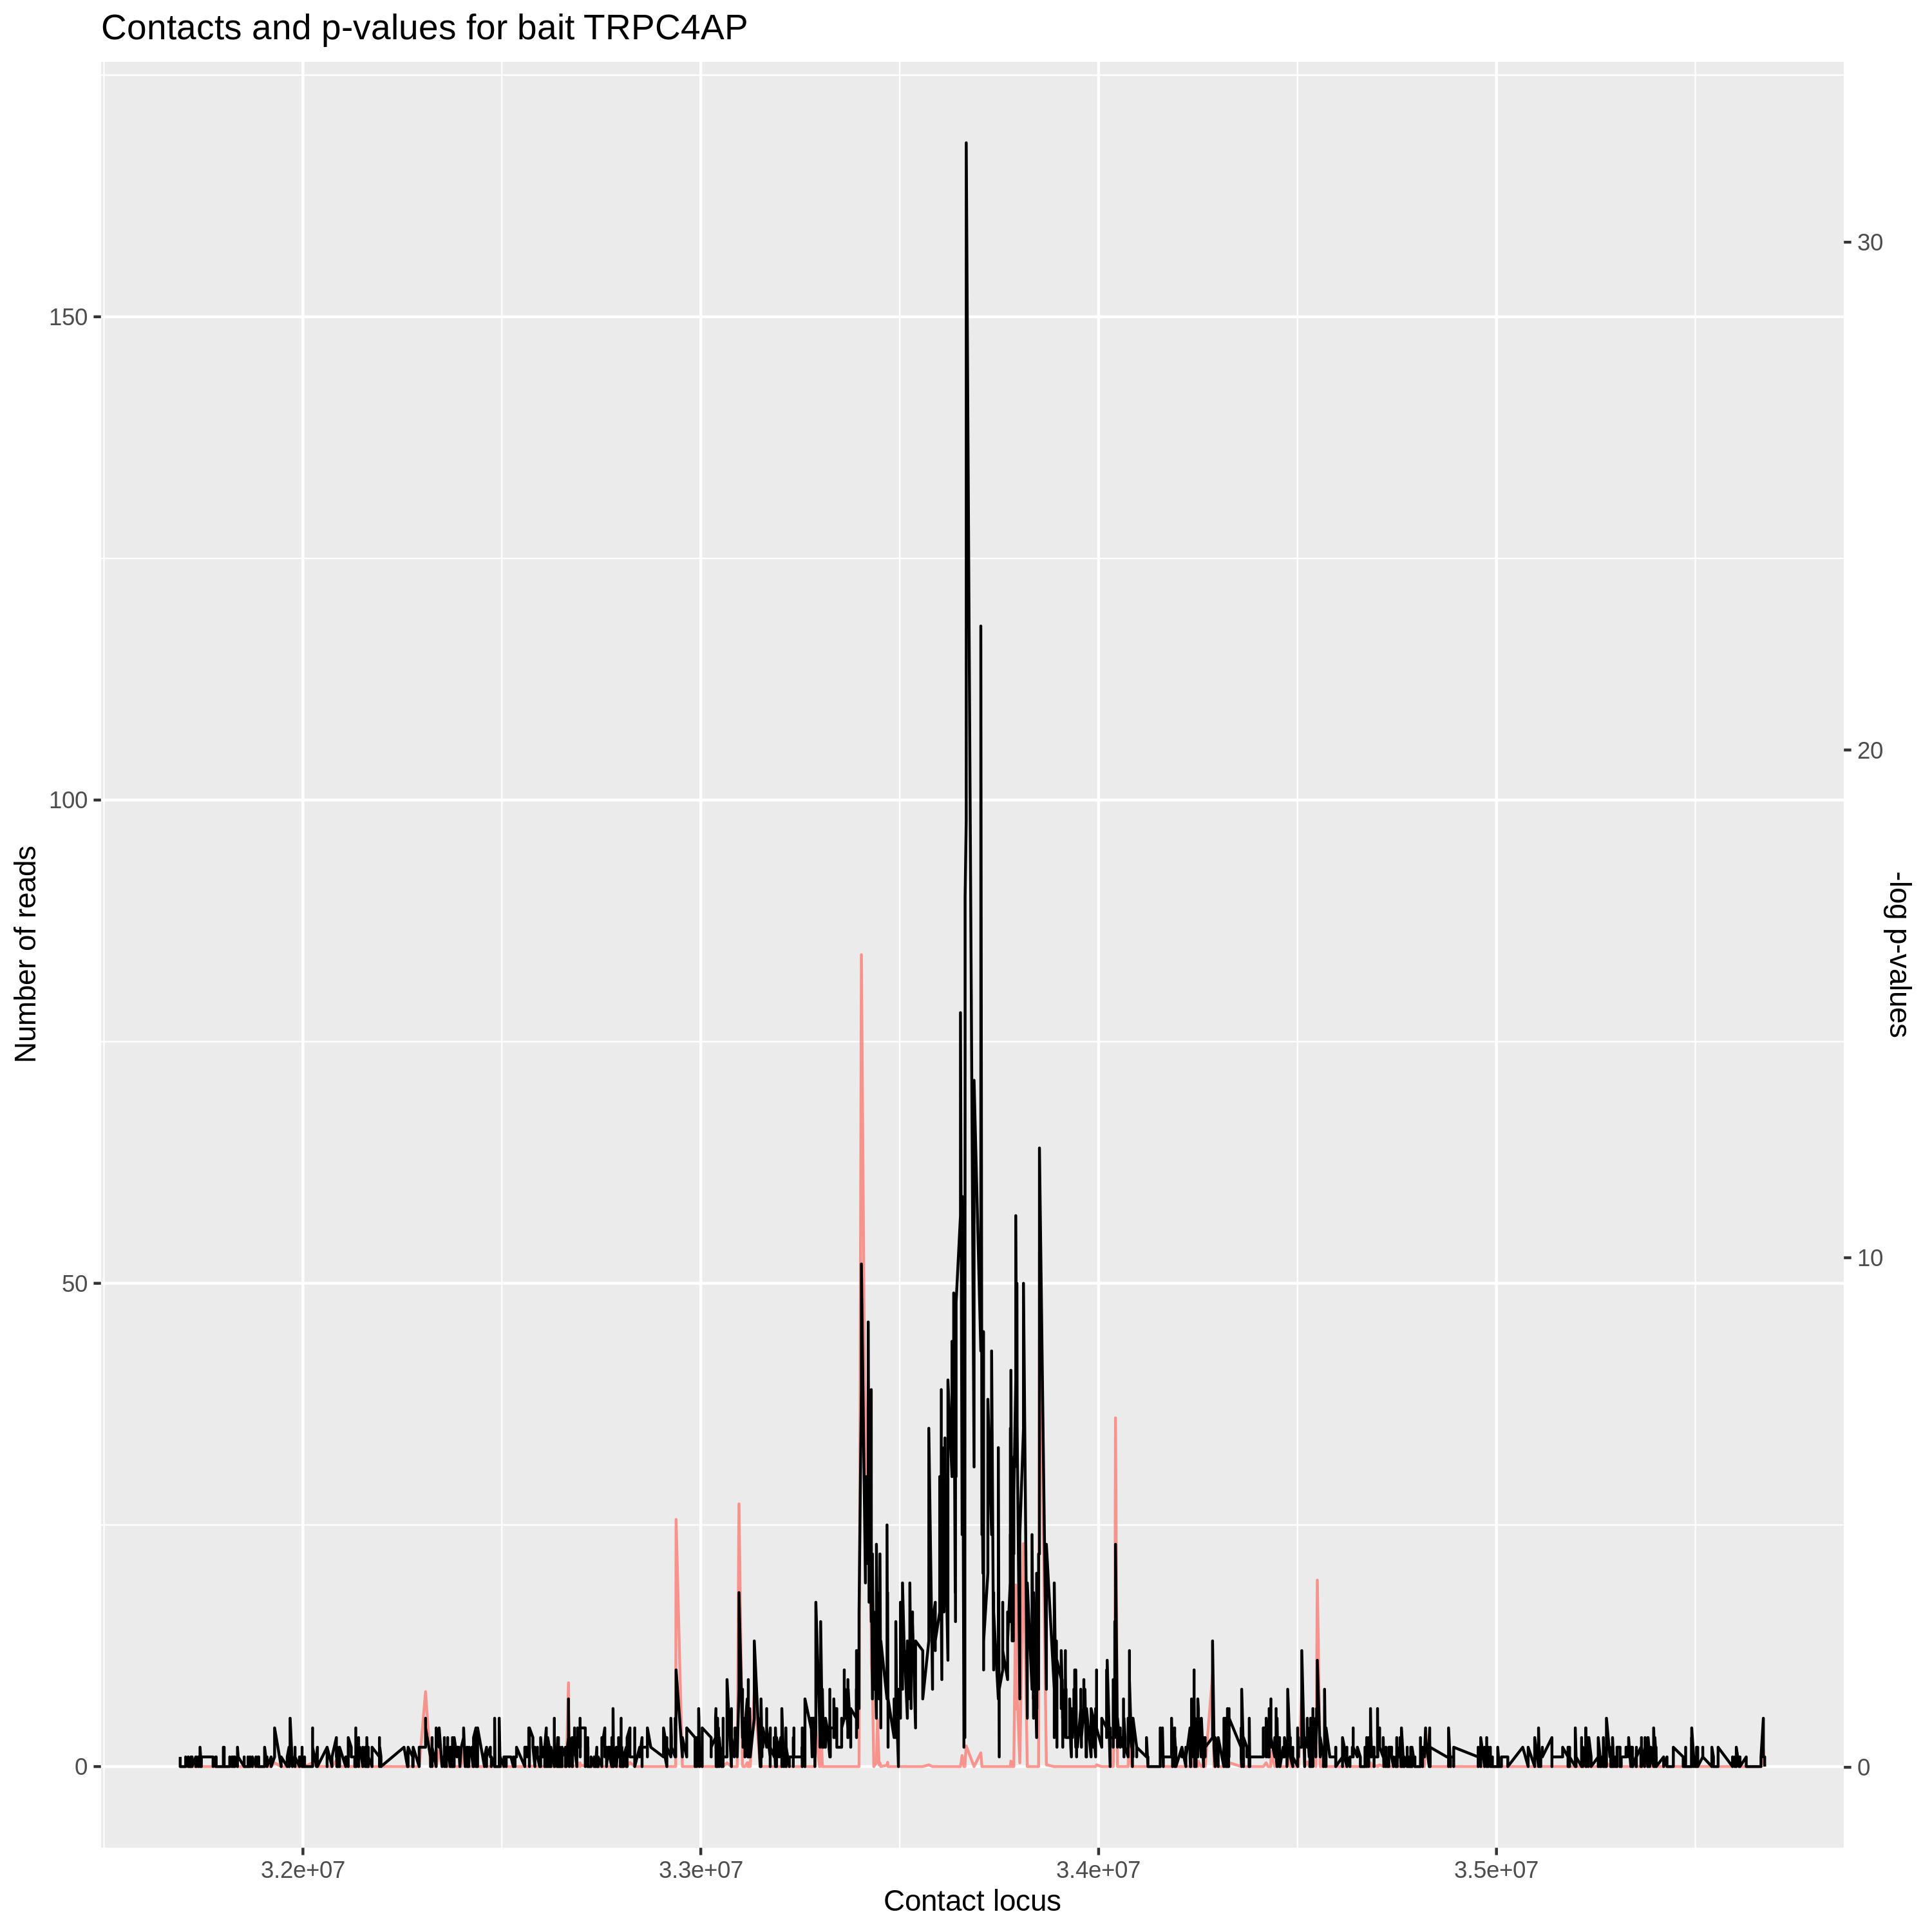 Contacts and p-values for bait TRPC4AP
150
100
50
0
Number of reads
30
20
10
0
-log p-values
3.2e+07 3.3e+07 3.4e+07 3.5e+07
Contact locus